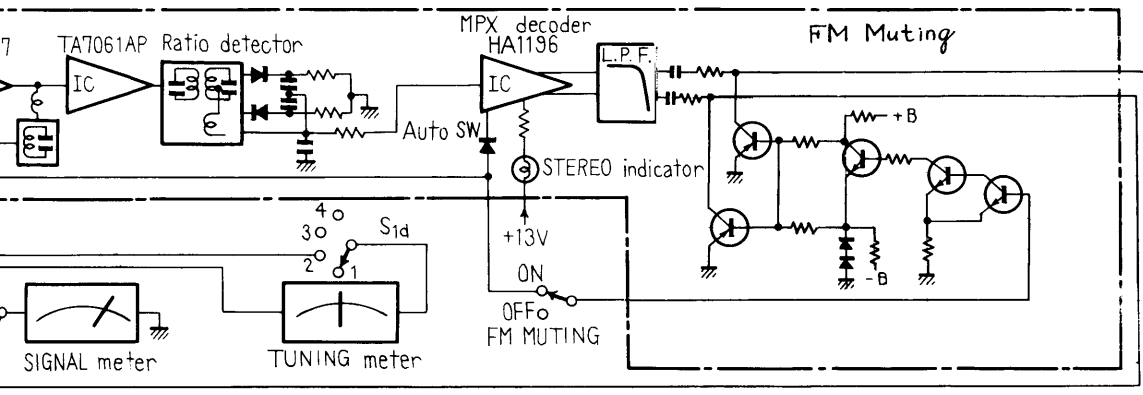 MPX decoder
FM Muting
7
TA7061AP
Ratio detector
HA1196
L.P.F.
IC
IC
+B
Auto SW
STEREO indicator
4
3
S1d
+13V
2
1
ON
-B
OFF
FM MUTING
SIGNAL meter
TUNING meter